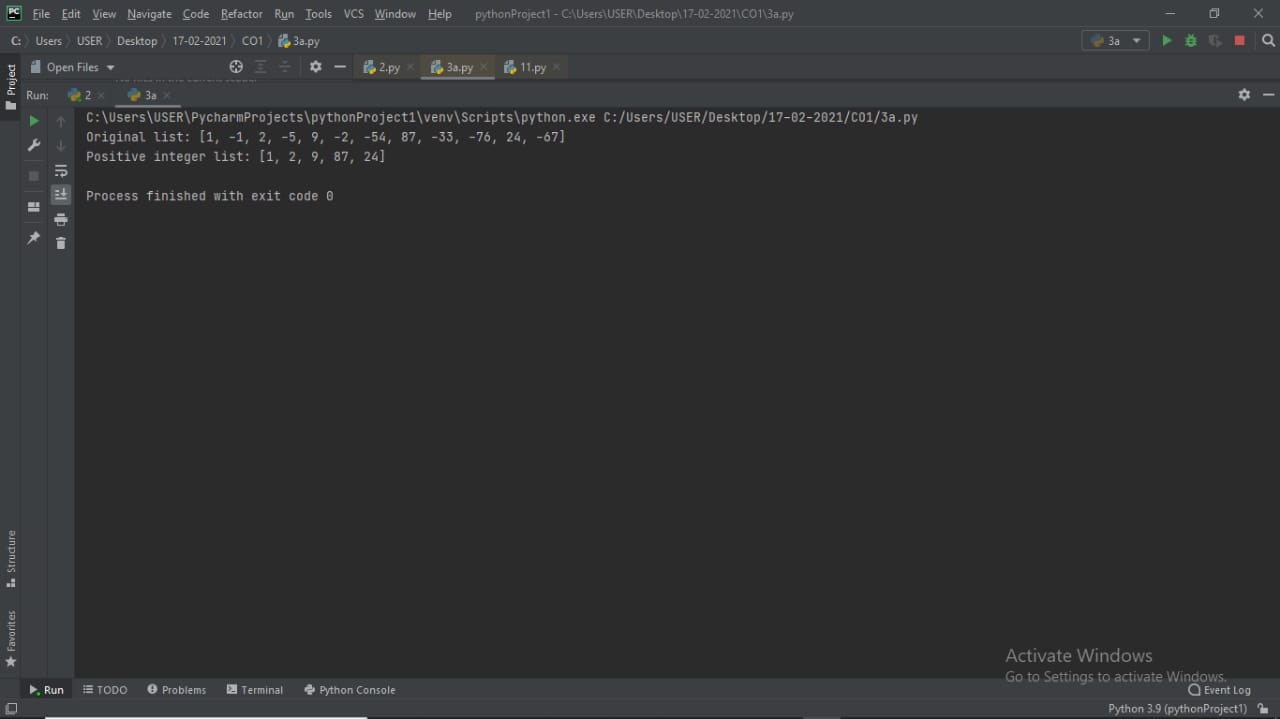 PC File Edit View Navigate Code Refactor Run Tools VCS Window Help pythonProject1 - C:\Users\USER\Desktop\17-02-2021\CO1\3a.py
C: Users USER Desktop 17-02-2021 CO1 3a.py 3a
Project
Open Files 2.py 3a.py 11.py
Run: 2 3a
C:\Users\USER\PycharmProjects\pythonProject1\venv\Scripts\python.exe C:/Users/USER/Desktop/17-02-2021/CO1/3a.py
Original list: [1, -1, 2, -5, 9, -2, -54, 87, -33, -76, 24, -67]
Positive integer list: [1, 2, 9, 87, 24]
Process finished with exit code 0
Structure
Favorites
Activate Windows
Go to Settings to activate Windows.
Run TODO Problems Terminal Python Console Event Log
Python 3.9 (pythonProject1)